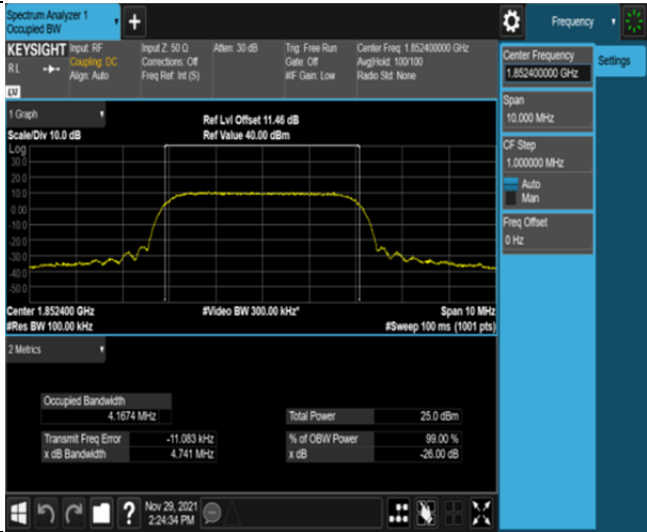 Spectrum Analyzer 1
Occupied BW
+
Frequency
KEYSIGHT
RL
Input: RF
Coupling: DC
Align: Auto
Input Z: 50 Ω
Corrections: Off
Freq Ref: Int (S)
Atten: 30 dB
Trig: Free Run
Gate: Off
#IF Gain: Low
Center Freq: 1.852400000 GHz
Avg|Hold: 100/100
Radio Std: None
LV
Center Frequency
1.852400000 GHz
Settings
Span
10.000 MHz
CF Step
1.000000 MHz
Auto
Man
Freq Offset
0 Hz
1 Graph
Scale/Div 10.0 dB
Ref Lvl Offset 11.46 dB
Ref Value 40.00 dBm
Log
30.0
20.0
10.0
0.00
-10.0
-20.0
-30.0
-40.0
-50.0
Center 1.852400 GHz
#Res BW 100.00 kHz
#Video BW 300.00 kHz*
Span 10 MHz
#Sweep 100 ms (1001 pts)
2 Metrics
Occupied Bandwidth
4.1674 MHz
Transmit Freq Error -11.083 kHz
x dB Bandwidth 4.741 MHz
Total Power 25.0 dBm
% of OBW Power 99.00 %
x dB -26.00 dB
?
Nov 29, 2021
2:24:34 PM